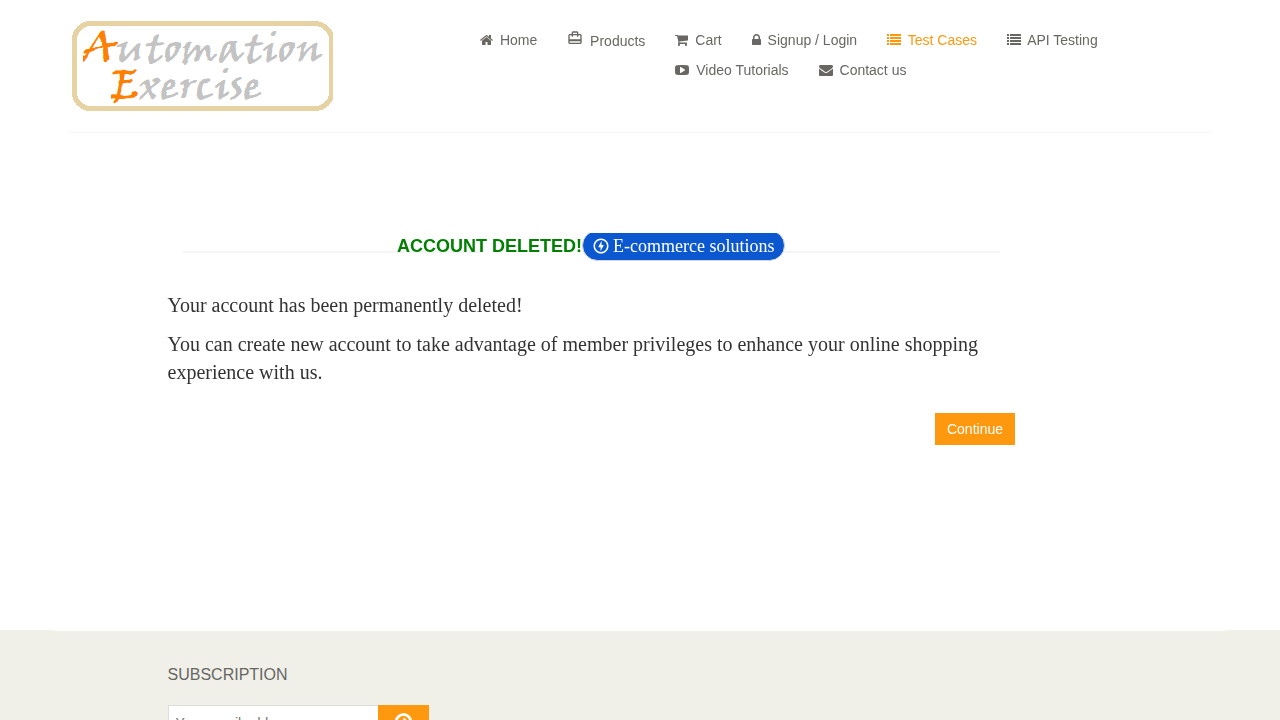 Automation
Exercise
Home
Products
Cart
Signup / Login
Test Cases
API Testing
Video Tutorials
Contact us
ACCOUNT DELETED!
E-commerce solutions
Your account has been permanently deleted!
You can create new account to take advantage of member privileges to enhance your online shopping
experience with us.
Continue
SUBSCRIPTION